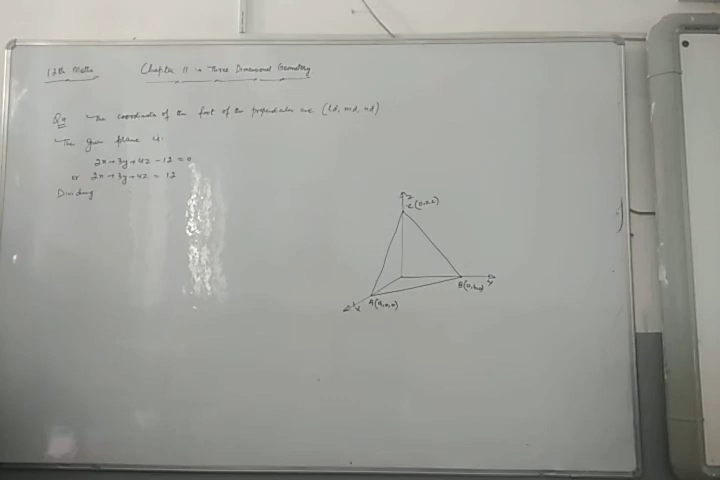 12th Maths
Chapter 11 Three Dimensional Geometry
Q9 The coordinates of the foot of the perpendicular are (ld, md, nd)
The given plane is
2x+3y+4z-12=0
or 2x+3y+4z=12
Dividing
Z
C(0,0,c)
B(0,b,0)
y
A(a,0,0)
x